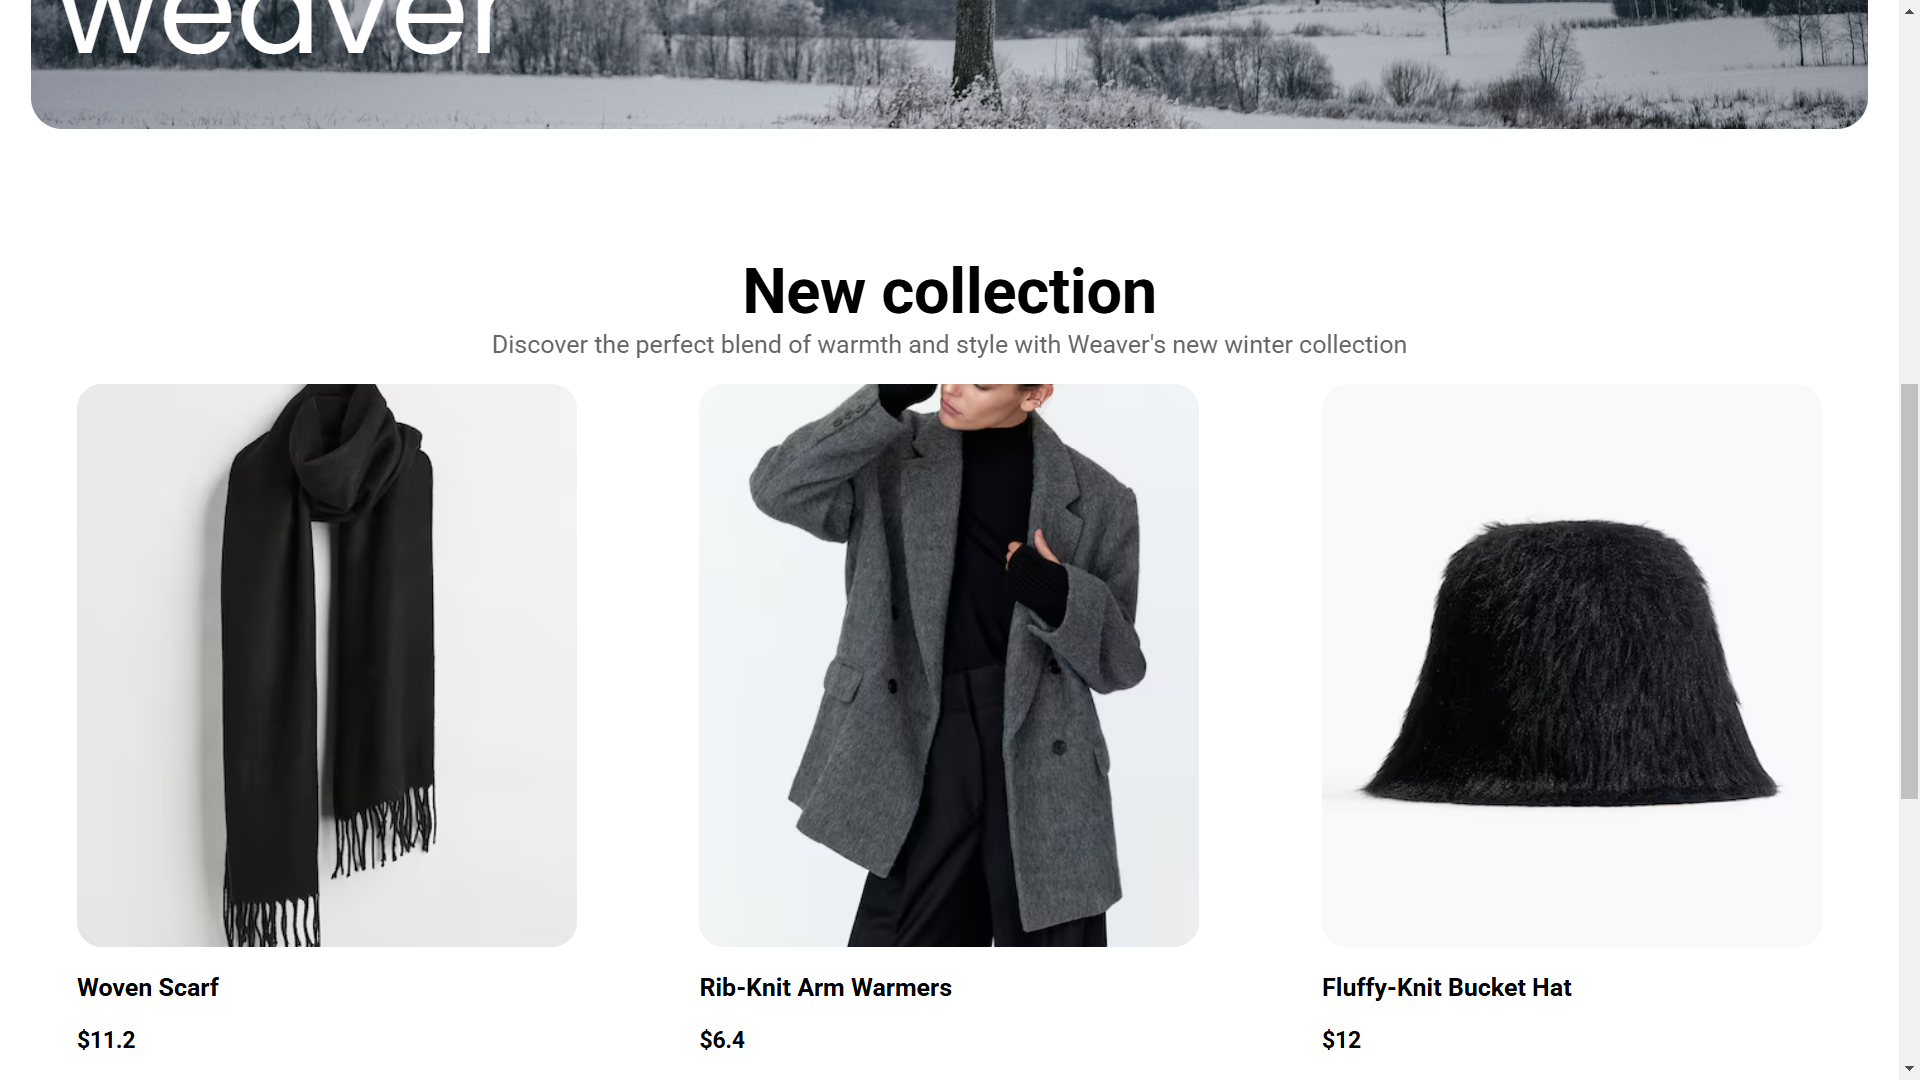 weaver
New collection
Discover the perfect blend of warmth and style with Weaver's new winter collection
Woven Scarf
Rib-Knit Arm Warmers
Fluffy-Knit Bucket Hat
$11.2
$6.4
$12